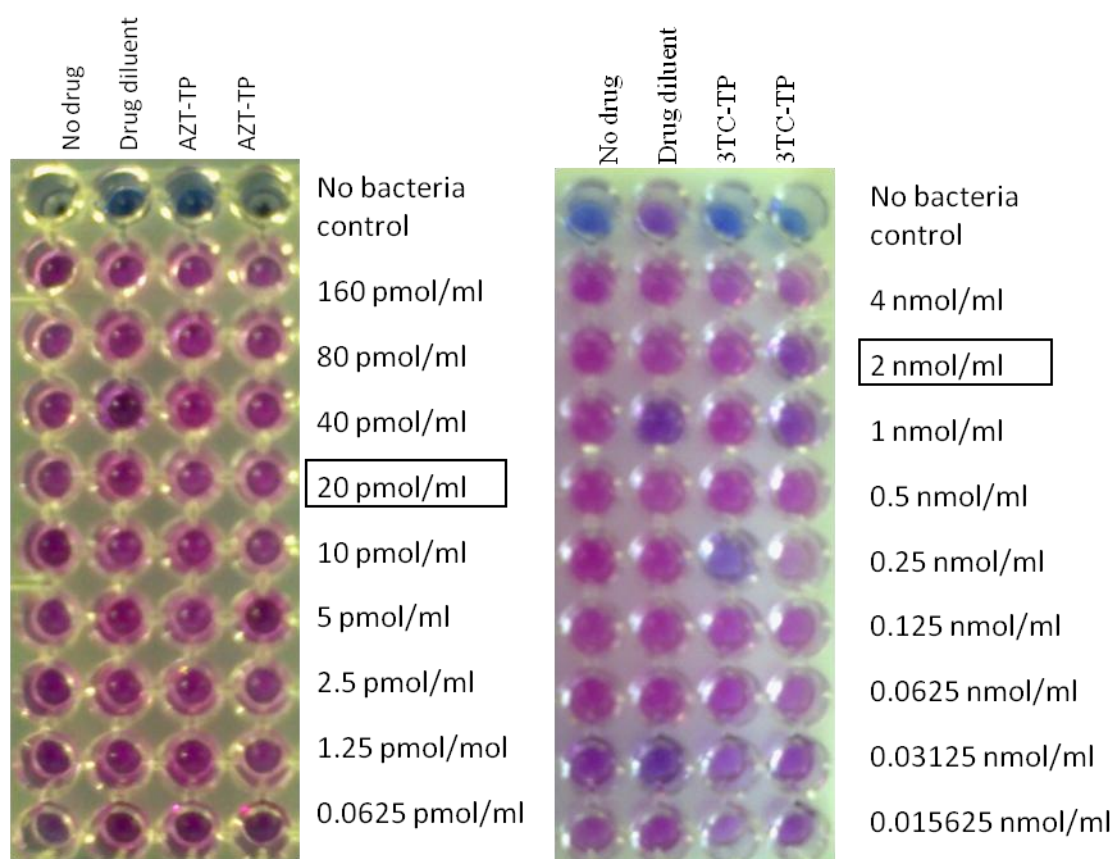 No drug
Drug diluent
AZT-TP
AZT-TP
No bacteria
control
160 pmol/ml
80 pmol/ml
40 pmol/ml
20 pmol/ml
10 pmol/ml
5 pmol/ml
2.5 pmol/ml
1.25 pmol/mol
0.0625 pmol/ml
No drug
Drug diluent
3TC-TP
3TC-TP
No bacteria
control
4 nmol/ml
2 nmol/ml
1 nmol/ml
0.5 nmol/ml
0.25 nmol/ml
0.125 nmol/ml
0.0625 nmol/ml
0.03125 nmol/ml
0.015625 nmol/ml